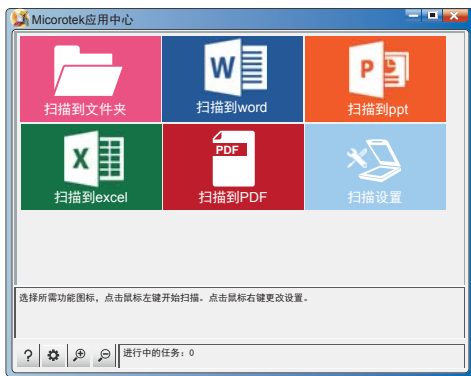 Micorotek应用中心
扫描到文件夹
W
扫描到word
P
扫描到ppt
X
扫描到excel
PDF
扫描到PDF
扫描设置
选择所需功能图标，点击鼠标左键开始扫描。点击鼠标右键更改设置。
?
进行中的任务：0